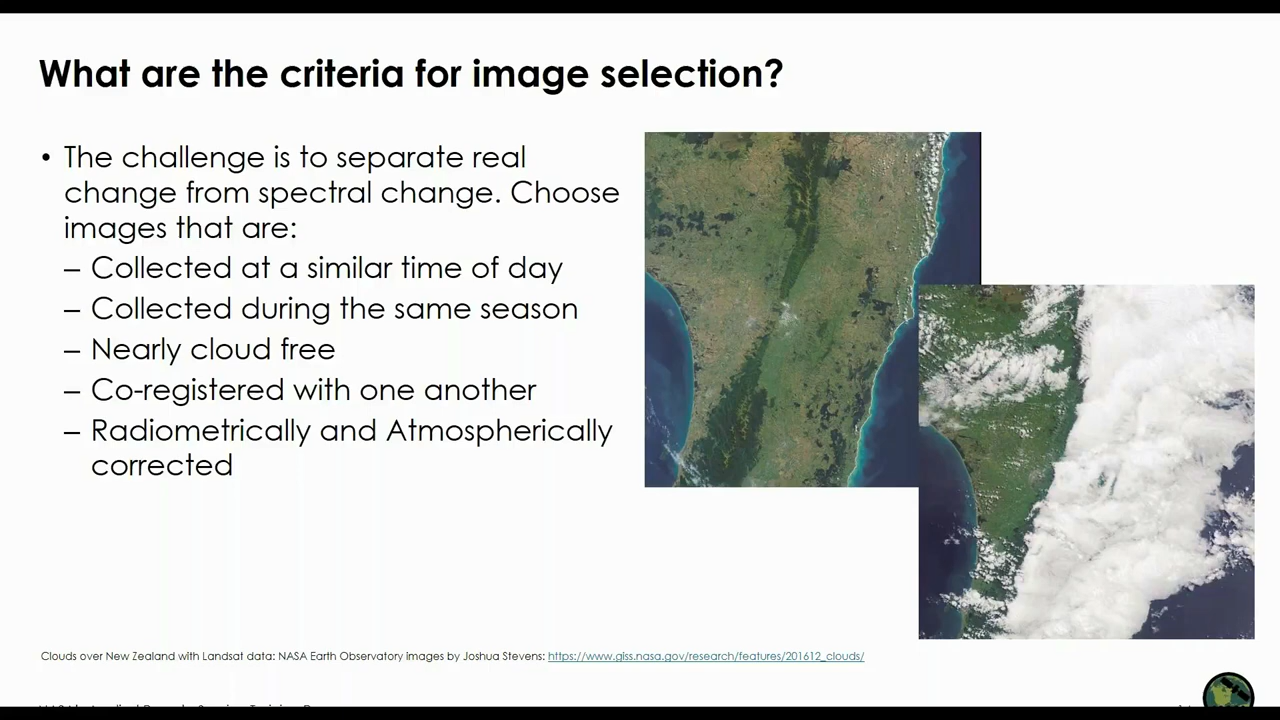 What are the criteria for image selection?
• The challenge is to separate real
change from spectral change. Choose
images that are:
– Collected at a similar time of day
– Collected during the same season
– Nearly cloud free
– Co-registered with one another
– Radiometrically and Atmospherically
corrected
Clouds over New Zealand with Landsat data: NASA Earth Observatory images by Joshua Stevens: https://www.giss.nasa.gov/research/features/201612_clouds/